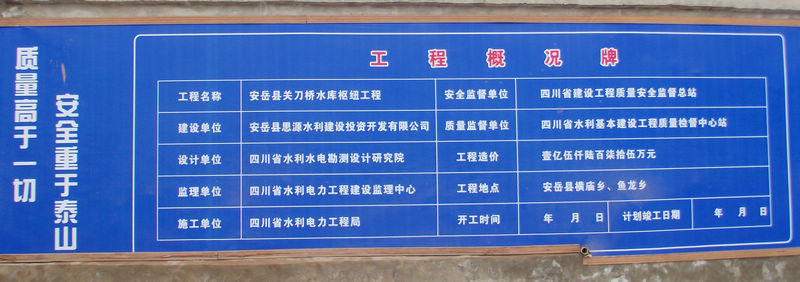 质量高于一切
安全重于泰山
工程概况牌
工程名称 安岳县关刀桥水库枢纽工程 安全监督单位 四川省建设工程质量安全监督总站
建设单位 安岳县思源水利建设投资开发有限公司 质量监督单位 四川省水利基本建设工程质量检督中心站
设计单位 四川省水利水电勘测设计研究院 工程造价 壹亿伍仟陆百柒拾伍万元
监理单位 四川省水利电力工程建设监理中心 工程地点 安岳县横庙乡、鱼龙乡
施工单位 四川省水利电力工程局 开工时间 年 月 日 计划竣工日期 年 月 日